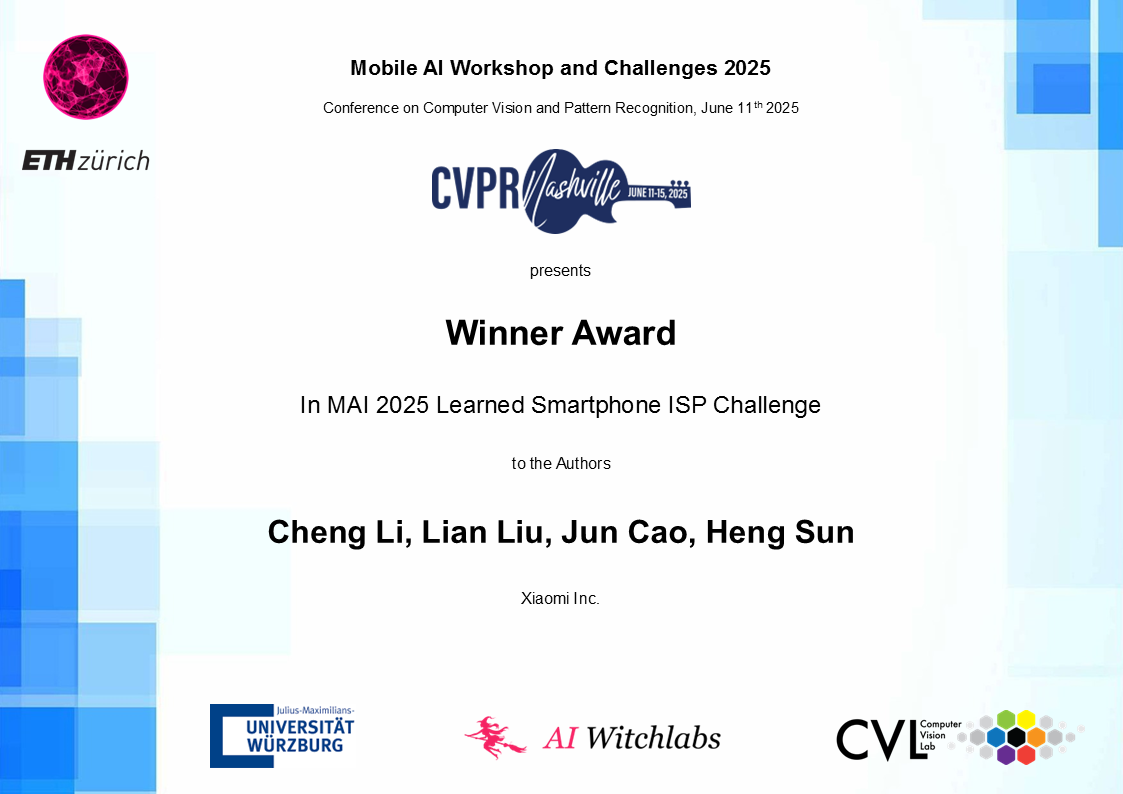 Mobile AI Workshop and Challenges 2025
Conference on Computer Vision and Pattern Recognition, June 11th 2025
ETH zürich
CVPR Nashville JUNE 11-15, 2025
presents
Winner Award
In MAI 2025 Learned Smartphone ISP Challenge
to the Authors
Cheng Li, Lian Liu, Jun Cao, Heng Sun
Xiaomi Inc.
Julius-Maximilians-
UNIVERSITÄT
WÜRZBURG
AI Witchlabs
CVL
Computer
Vision
Lab